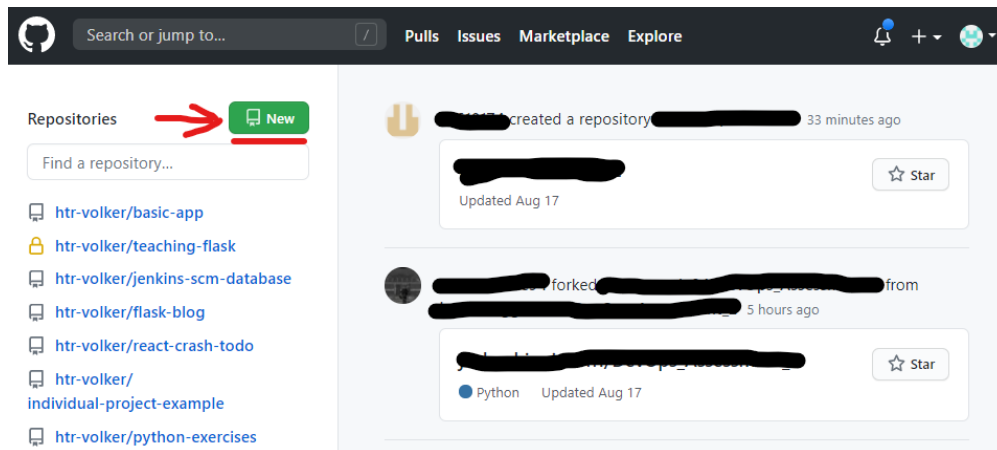 Search or jump to... /
Pulls Issues Marketplace Explore
Repositories
New
Find a repository...
htr-volker/basic-app
htr-volker/teaching-flask
htr-volker/jenkins-scm-database
htr-volker/flask-blog
htr-volker/react-crash-todo
htr-volker/
individual-project-example
htr-volker/python-exercises
created a repository 33 minutes ago
Star
Updated Aug 17
forked from
5 hours ago
Star
Python Updated Aug 17